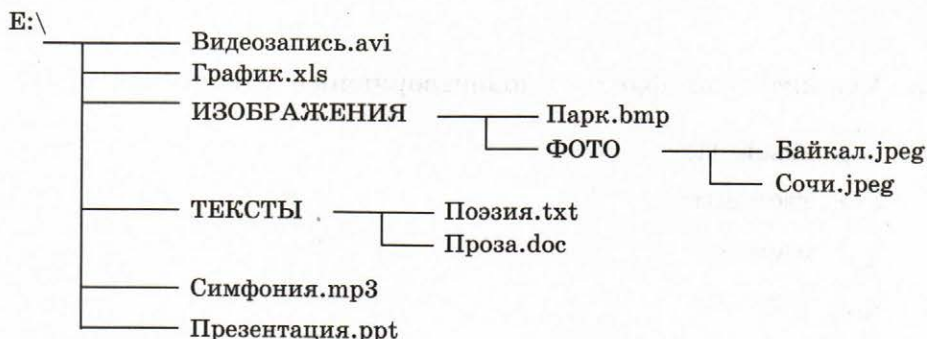 E:\
Видеозапись.avi
График.xls
ИЗОБРАЖЕНИЯ Парк.bmp
ФОТО Байкал.jpeg
Сочи.jpeg
ТЕКСТЫ Поэзия.txt
Проза.doc
Симфония.mp3
Презентация.ppt